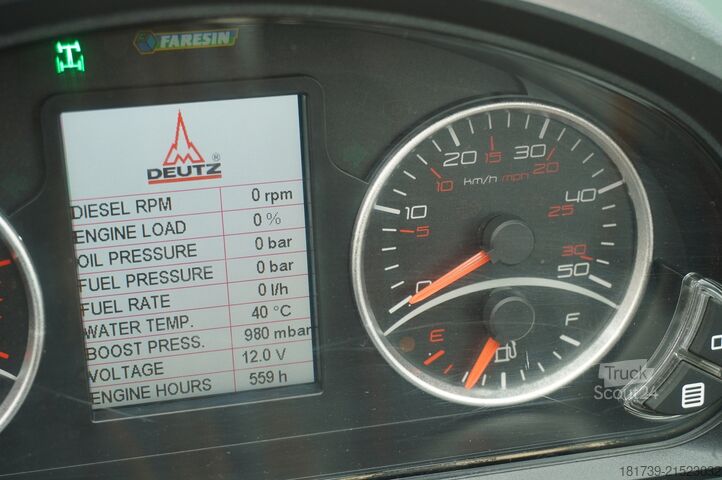 FARESIN
DEUTZ ®
DIESEL RPM 0 rpm
ENGINE LOAD 0 %
OIL PRESSURE 0 bar
FUEL PRESSURE 0 bar
FUEL RATE 0 l/h
WATER TEMP. 40 °C
BOOST PRESS. 980 mbar
VOLTAGE 12.0 V
ENGINE HOURS 559 h
0 10 20 30 40 50
km/h mph
5 10 15 20 25 30
E F
Truck
Scout24